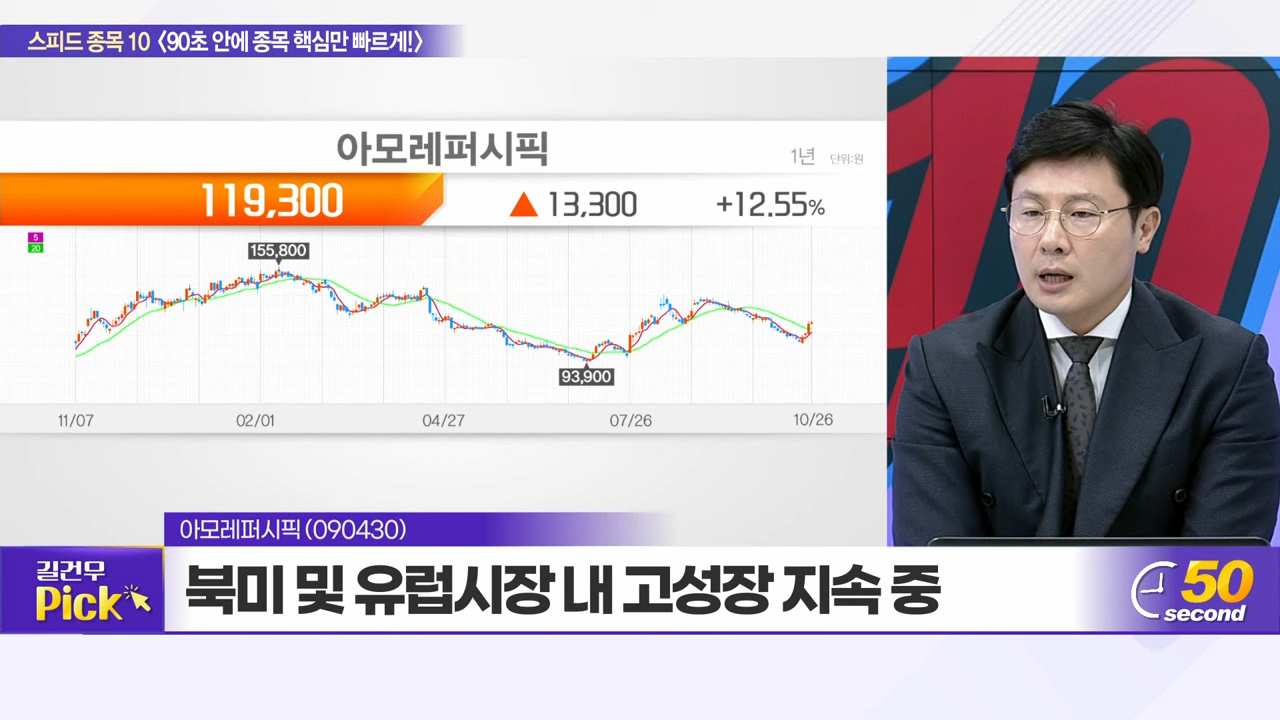 스피드 종목 10 〈90초 안에 종목 핵심만 빠르게!〉
아모레퍼시픽
1년 단위:원
119,300 ▲ 13,300 +12.55%
5
20
155,800
93,900
11/07 02/01 04/27 07/26 10/26
아모레퍼시픽 (090430)
길건무
Pick
북미 및 유럽시장 내 고성장 지속 중
50
second